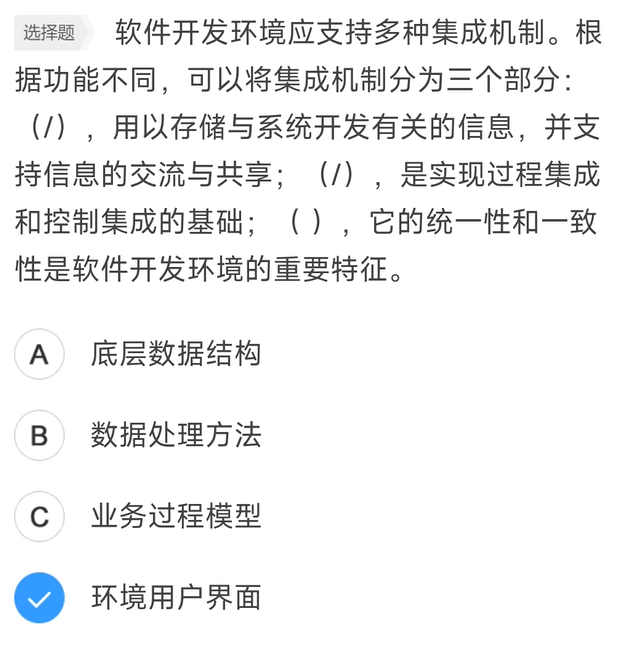 选择题 软件开发环境应支持多种集成机制。根
据功能不同，可以将集成机制分为三个部分：
（/），用以存储与系统开发有关的信息，并支
持信息的交流与共享；（/），是实现过程集成
和控制集成的基础；（ ），它的统一性和一致
性是软件开发环境的重要特征。
A 底层数据结构
B 数据处理方法
C 业务过程模型
环境用户界面